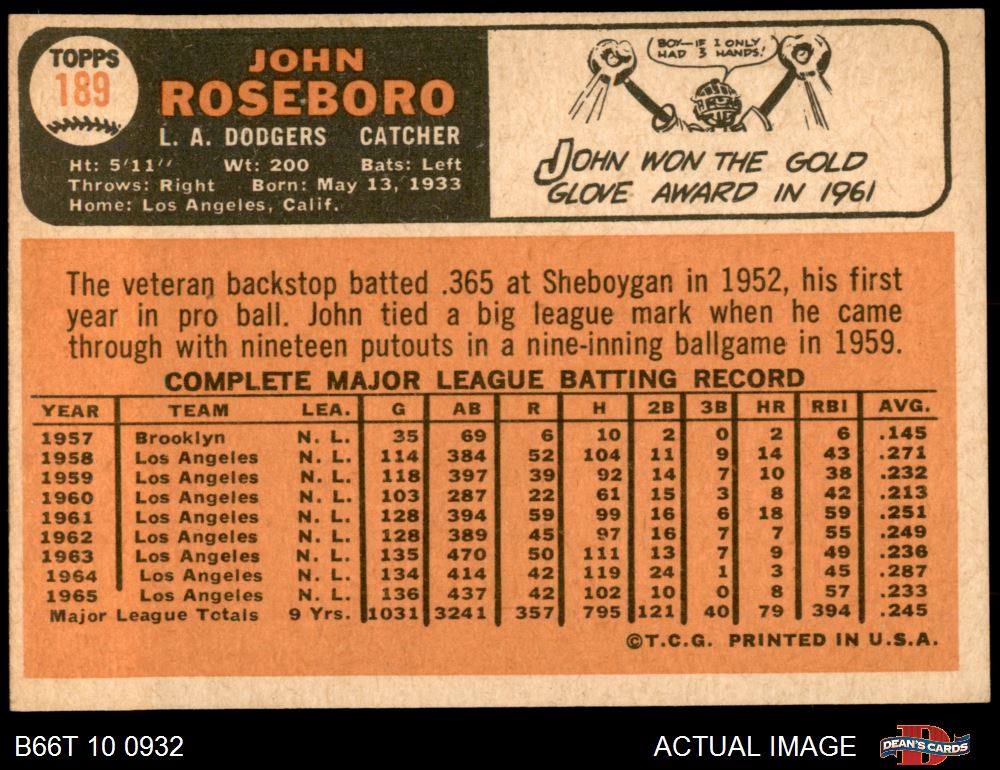 TOPPS
189
JOHN
ROSEBORO
L. A. DODGERS CATCHER
Ht: 5'11" Wt: 200 Bats: Left
Throws: Right Born: May 13, 1933
Home: Los Angeles, Calif.
BOY-IF I ONLY
HAD 3 HANDS!
JOHN WON THE GOLD
GLOVE AWARD IN 1961
The veteran backstop batted .365 at Sheboygan in 1952, his first
year in pro ball. John tied a big league mark when he came
through with nineteen putouts in a nine-inning ballgame in 1959.
COMPLETE MAJOR LEAGUE BATTING RECORD
YEAR TEAM LEA. G AB R H 2B 3B HR RBI AVG.
1957 Brooklyn N. L. 35 69 6 10 2 0 2 6 .145
1958 Los Angeles N. L. 114 384 52 104 11 9 14 43 .271
1959 Los Angeles N. L. 118 397 39 92 14 7 10 38 .232
1960 Los Angeles N. L. 103 287 22 61 15 3 8 42 .213
1961 Los Angeles N. L. 128 394 59 99 16 6 18 59 .251
1962 Los Angeles N. L. 128 389 45 97 16 7 7 55 .249
1963 Los Angeles N. L. 135 470 50 111 13 7 9 49 .236
1964 Los Angeles N. L. 134 414 42 119 24 1 3 45 .287
1965 Los Angeles N. L. 136 437 42 102 10 0 8 57 .233
Major League Totals 9 Yrs. 1031 3241 357 795 121 40 79 394 .245
©T.C.G. PRINTED IN U.S.A.
B66T 10 0932
ACTUAL IMAGE
D
DEAN'S CARDS